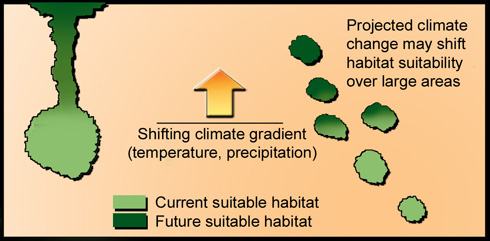 Projected climate
change may shift
habitat suitability
over large areas
Shifting climate gradient
(temperature, precipitation)
Current suitable habitat
Future suitable habitat